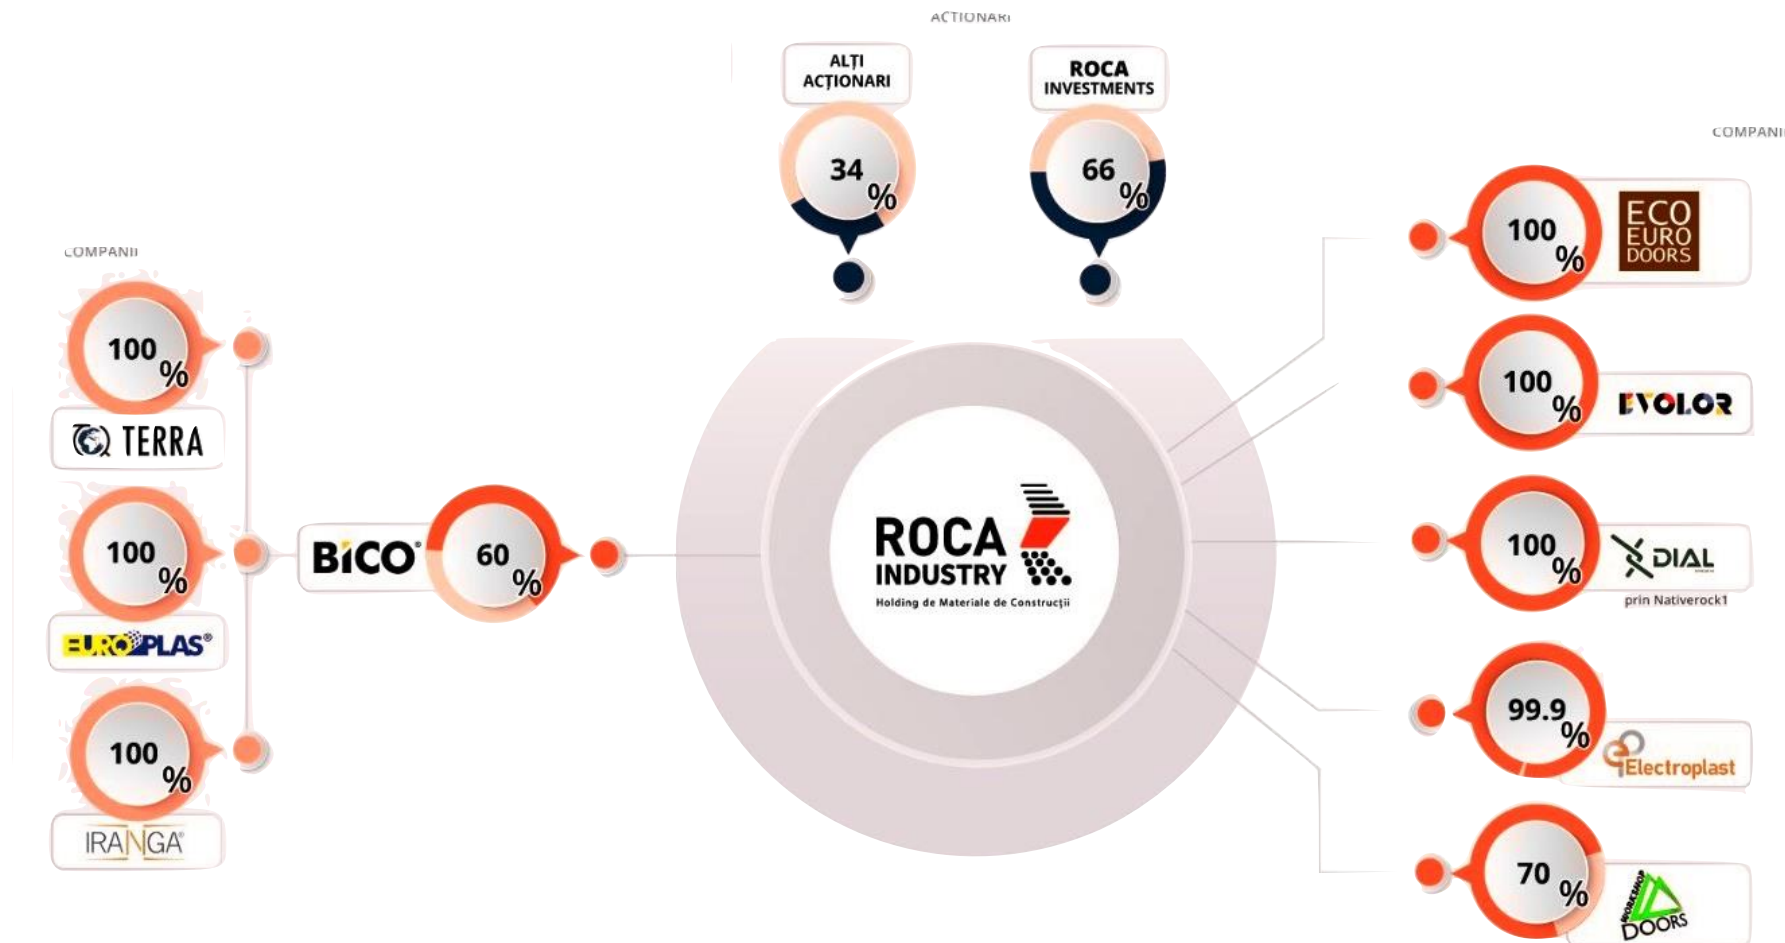 ACTIONARI
ALȚI
ACȚIONARI
34
%
ROCA
INVESTMENTS
66
%
COMPANII
100
%
TERRA
100
%
EUROPLAS®
100
%
IRANGA®
BICO®
60
%
ROCA
INDUSTRY
Holding de Materiale de Construcții
COMPANII
100
%
ECO
EURO
DOORS
100
%
EVOLOR
100
%
DIAL
prin Nativerock1
99.9
%
ep
Electroplast
70
%
WORKSHOP
DOORS